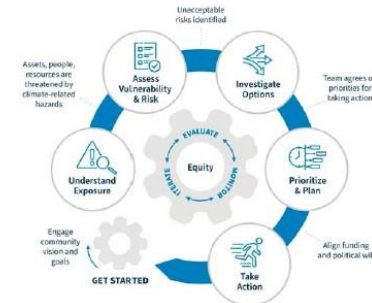 Unacceptable
risks identified
Assess
Vulnerability
& Risk
Investigate
Options
Assets, people,
resources are
threatened by
climate-related
hazards
Team agrees o
priorities for
taking action
EVALUATE
MONITOR
ITERATE
Equity
Understand
Exposure
Prioritize
& Plan
Engage
community
vision and
goals
GET STARTED
Take
Action
Align funding
and political wil